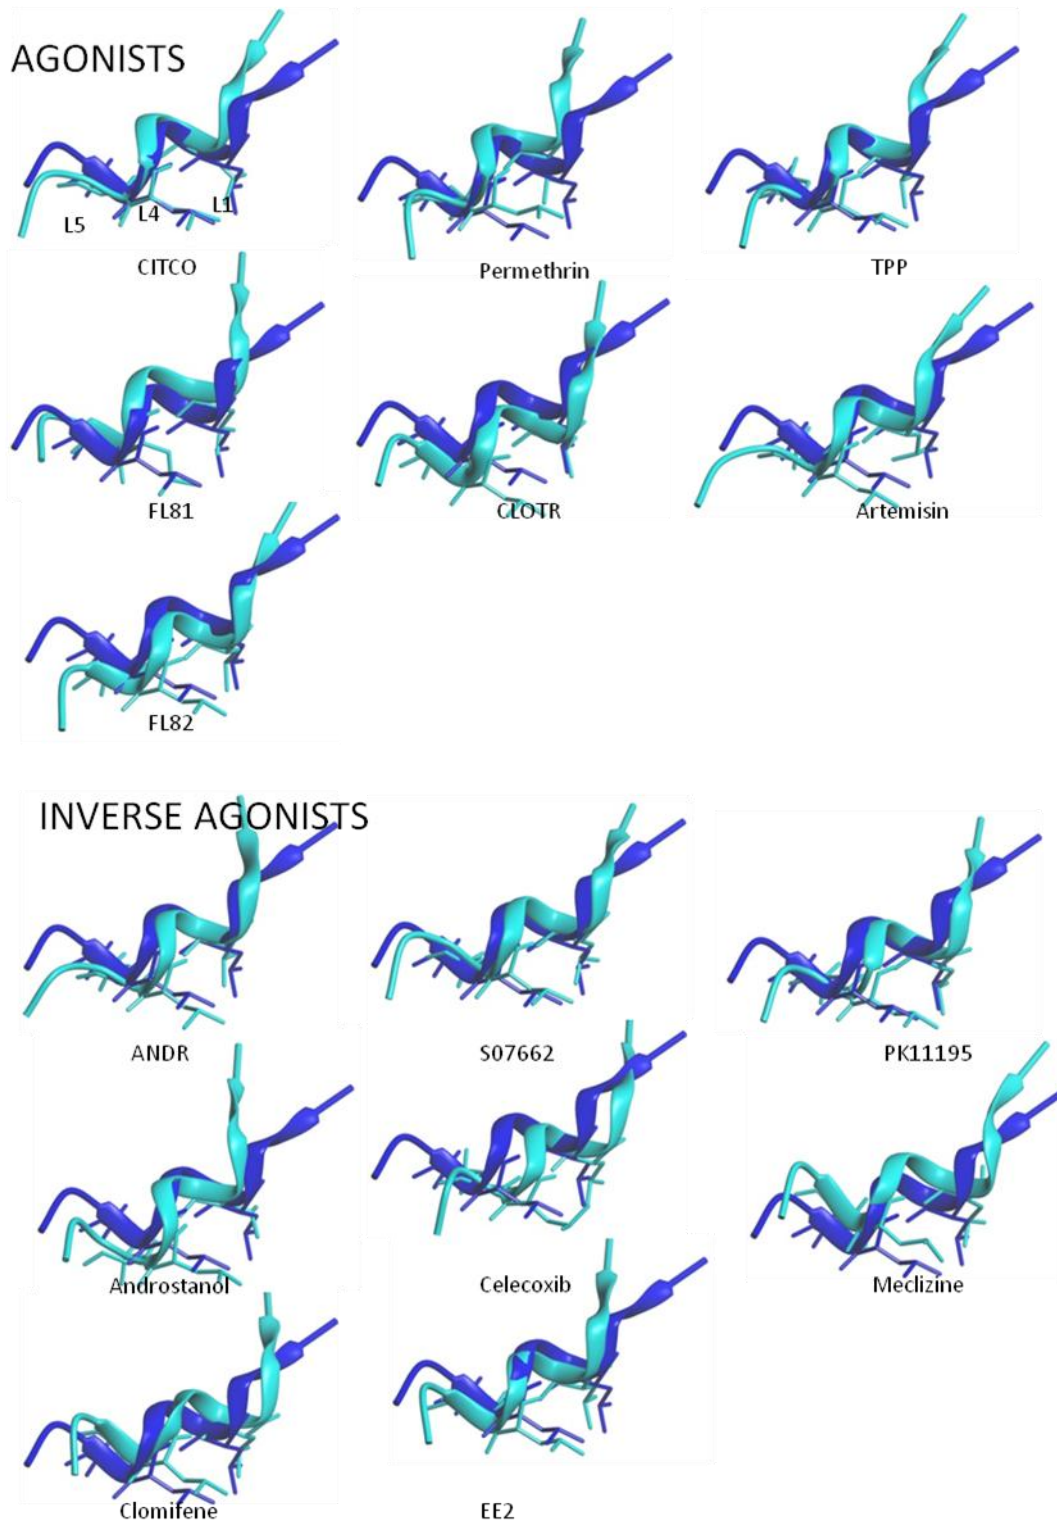 AGONISTS
L5 L4 L1
CITCO Permethrin TPP
FL81 CLOTR Artemisin
FL82
INVERSE AGONISTS
ANDR S07662 PK11195
Androstanol Celecoxib Meclizine
Clomifene EE2